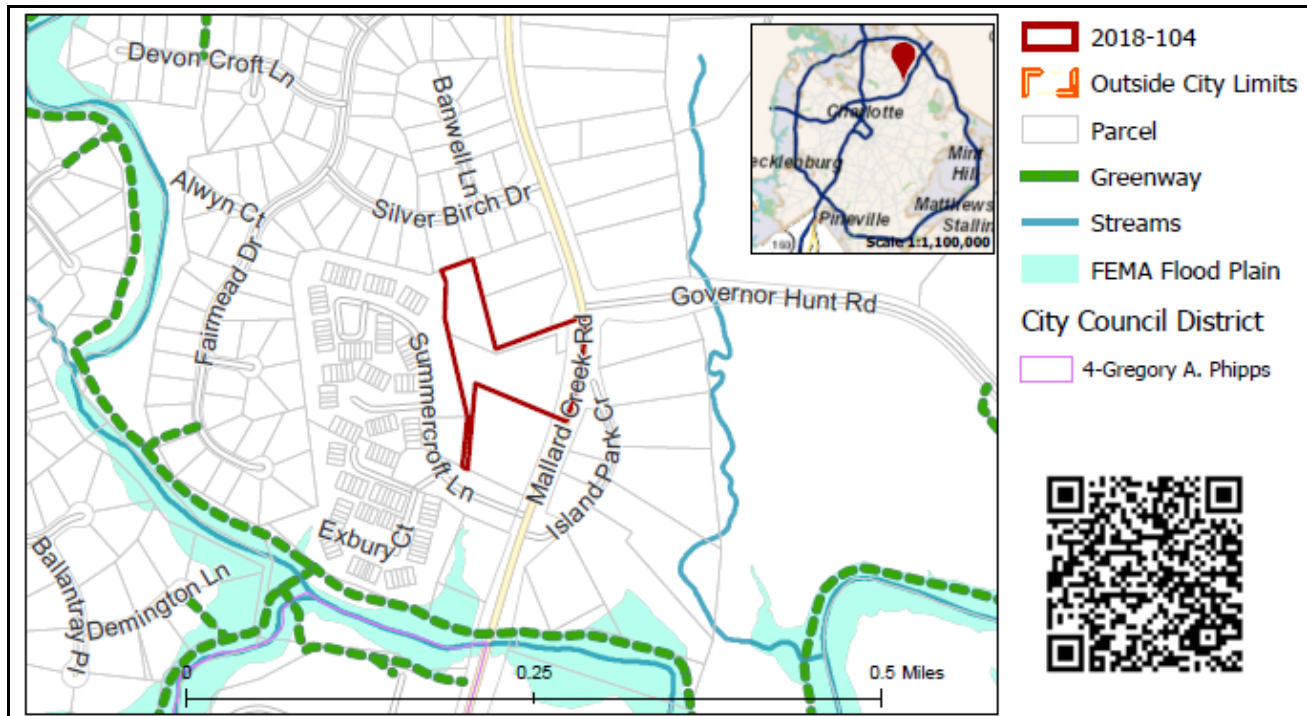 Devon Croft Ln
Banwell Ln
Alwyn Ct
Silver Birch Dr
Fairmead Dr
Governor Hunt Rd
Summercroft Ln
Mallard Creek Rd
Island Park Cr
Exbury Ct
Ballantray Pl
Demington Ln
0 0.25 0.5 Miles
Charlotte
ecklenburg
Mint
Hill
Matthews
Stallin
Pineville
160
Scale 1:1,100,000
2018-104
Outside City Limits
Parcel
Greenway
Streams
FEMA Flood Plain
City Council District
4-Gregory A. Phipps